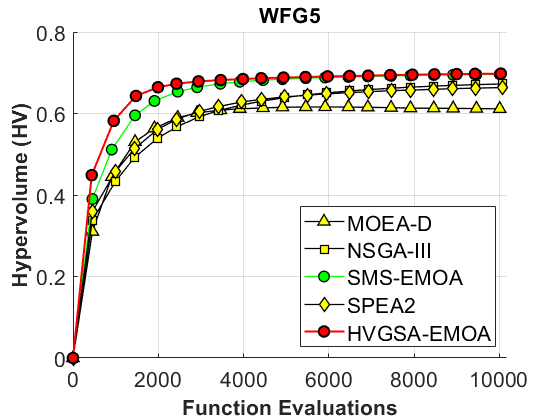 WFG5
Hypervolume (HV)
0.8
0.6
0.4
0.2
0
MOEA-D
NSGA-III
SMS-EMOA
SPEA2
HVGSA-EMOA
0 2000 4000 6000 8000 10000
Function Evaluations